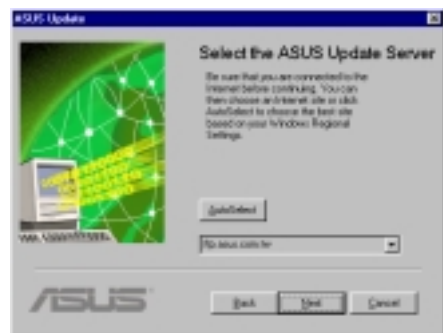 ASUS Update
Select the ASUS Update Server
Be sure that you are connected to the
Internet before continuing. You can
then choose an Internet site or click
AutoSelect to choose the best site
based on your Windows Regional
Settings.
AutoSelect
ftp.asus.com.tw
ASUS
Back
Next
Cancel